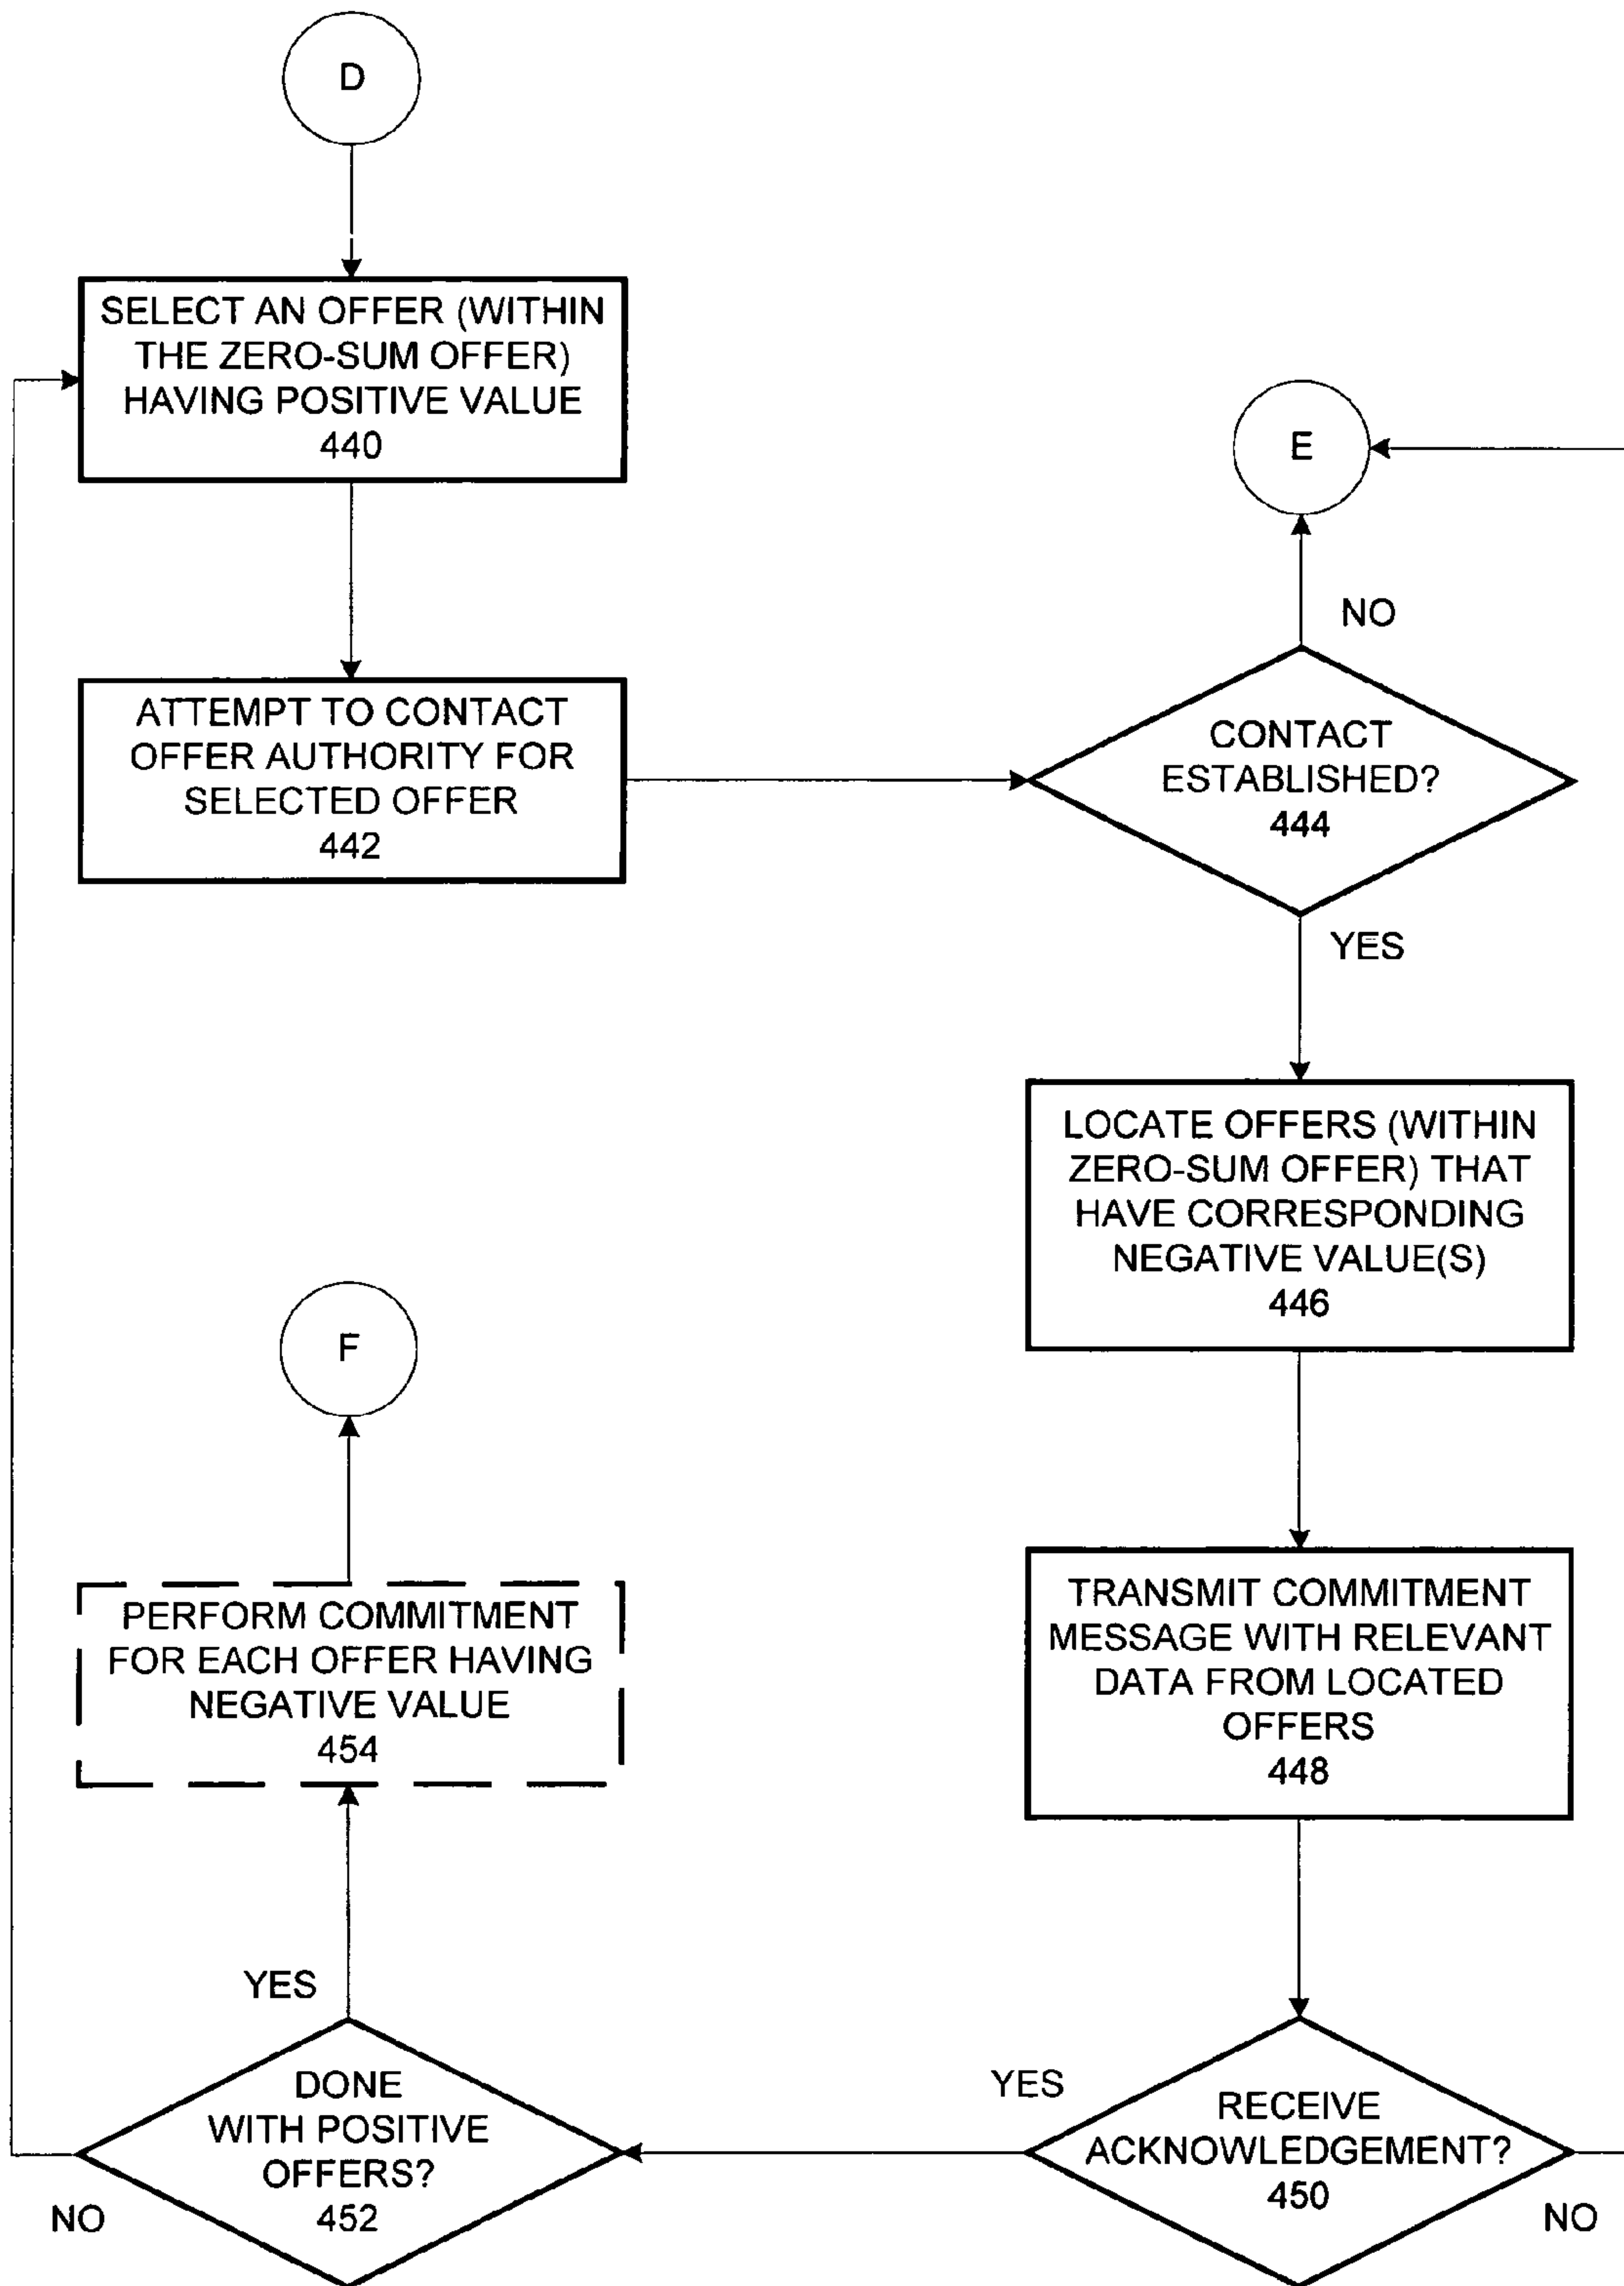 D
SELECT AN OFFER (WITHIN
THE ZERO-SUM OFFER)
HAVING POSITIVE VALUE
440
E
NO
ATTEMPT TO CONTACT
OFFER AUTHORITY FOR
SELECTED OFFER
442
CONTACT
ESTABLISHED?
444
YES
LOCATE OFFERS (WITHIN
ZERO-SUM OFFER) THAT
HAVE CORRESPONDING
NEGATIVE VALUE(S)
446
F
TRANSMIT COMMITMENT
MESSAGE WITH RELEVANT
DATA FROM LOCATED
OFFERS
448
PERFORM COMMITMENT
FOR EACH OFFER HAVING
NEGATIVE VALUE
454
YES
DONE
WITH POSITIVE
OFFERS?
452
NO
YES
RECEIVE
ACKNOWLEDGEMENT?
450
NO